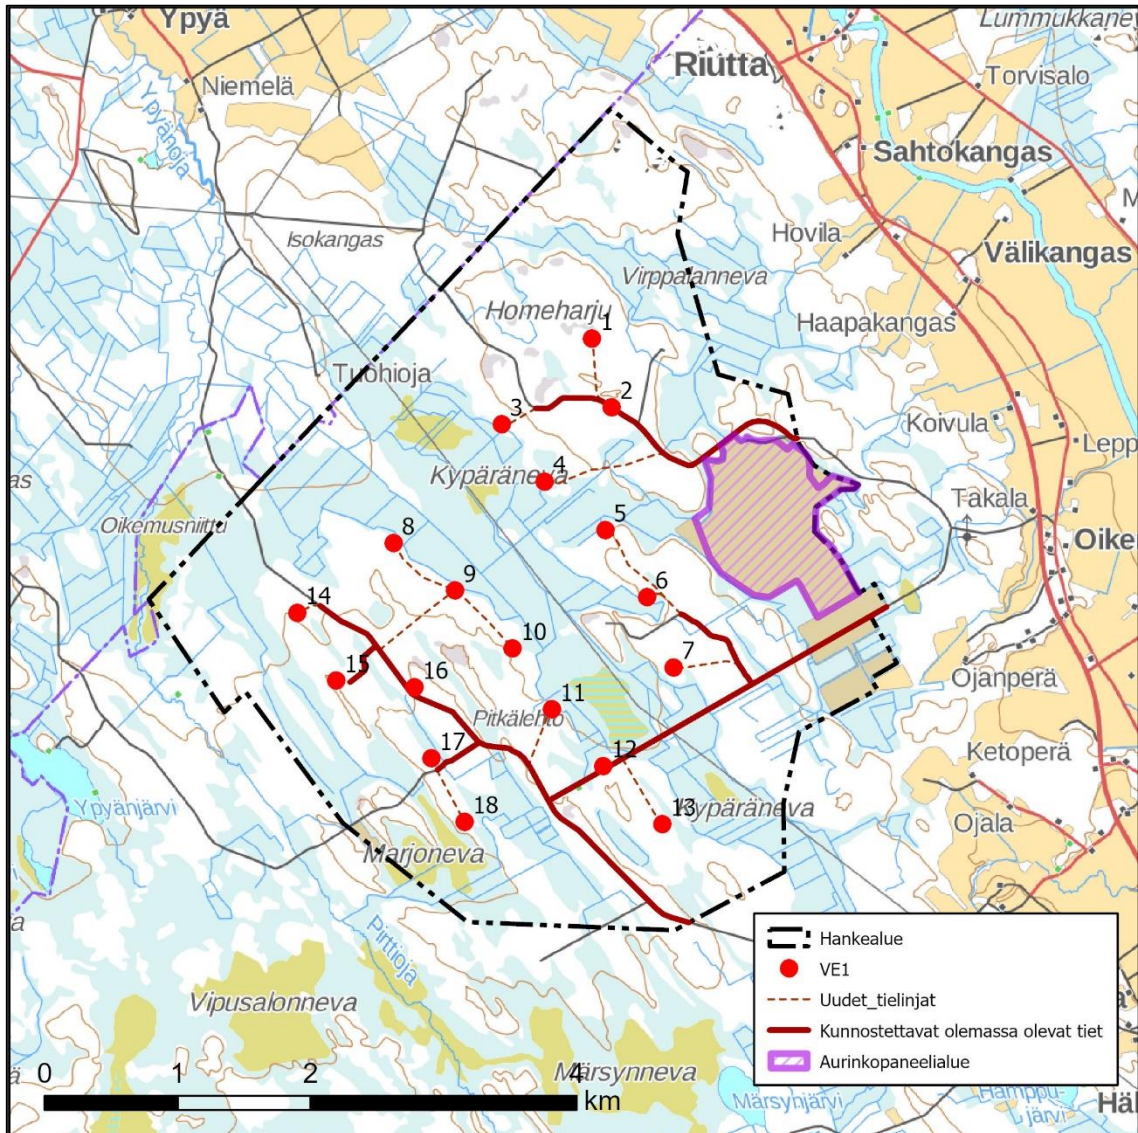 Ypyä
Lummukkane
Riutta
Torvisalo
Niemelä
Ypyänoja
Sahtokangas
M
Hovila
Isokangas
Välikangas
Virppalanneva
Homeharju
Haapakangas
1
Tuohioja
2
3
Koivula
Lepp
4
Kypäräneva
as
Takala
Oikemusniittu
5
8
Oike
6
9
14
10
7
15
16
Ojanperä
11
Pitkälehto
17
12
Ketoperä
Ypyänjärvi
13
Kypäräneva
18
Ojala
Marjoneva
a
Pirttioja
Vipusalonneva
Hankealue
VE1
Uudet_tielinjat
Kunnostettavat olemassa olevat tiet
Aurinkopaneelialue
a
ä
Märsynneva
0 1 2 4
km
Märsynjärvi
Hamppu-
järvi
Häl